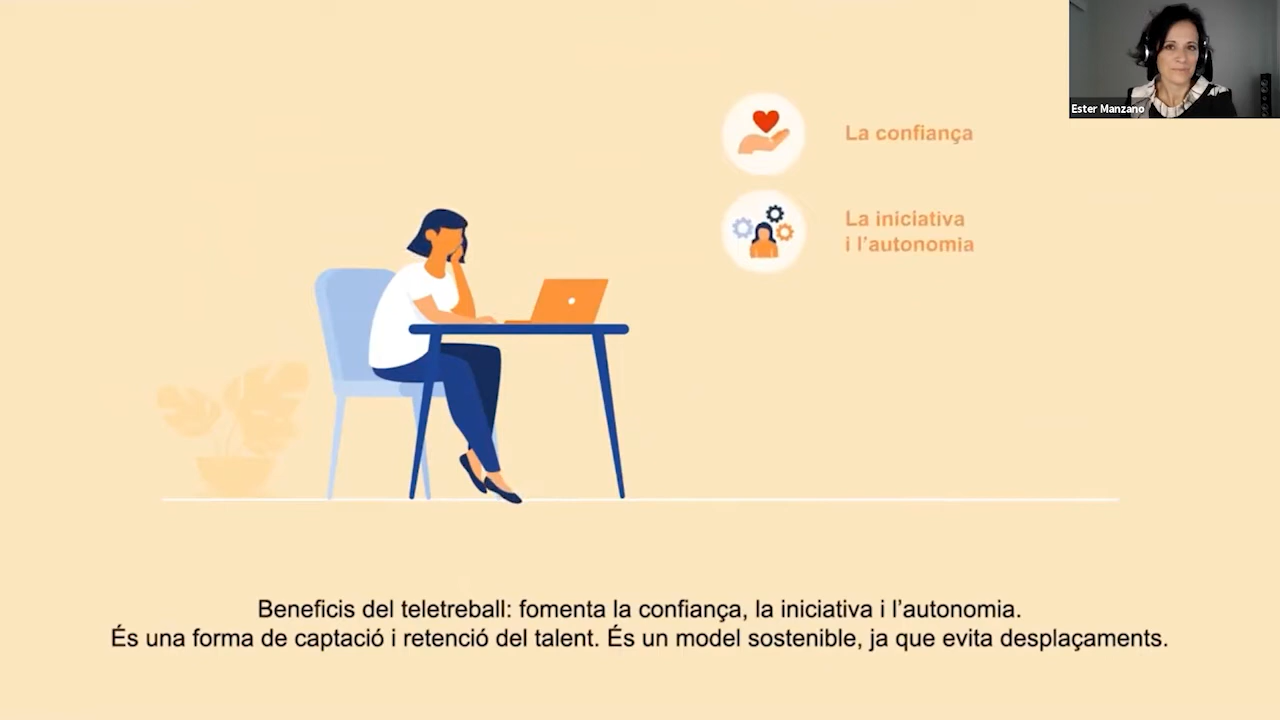 Ester Manzano
La confiança
La iniciativa
i l’autonomia
Beneficis del teletreball: fomenta la confiança, la iniciativa i l’autonomia.
És una forma de captació i retenció del talent. És un model sostenible, ja que evita desplaçaments.